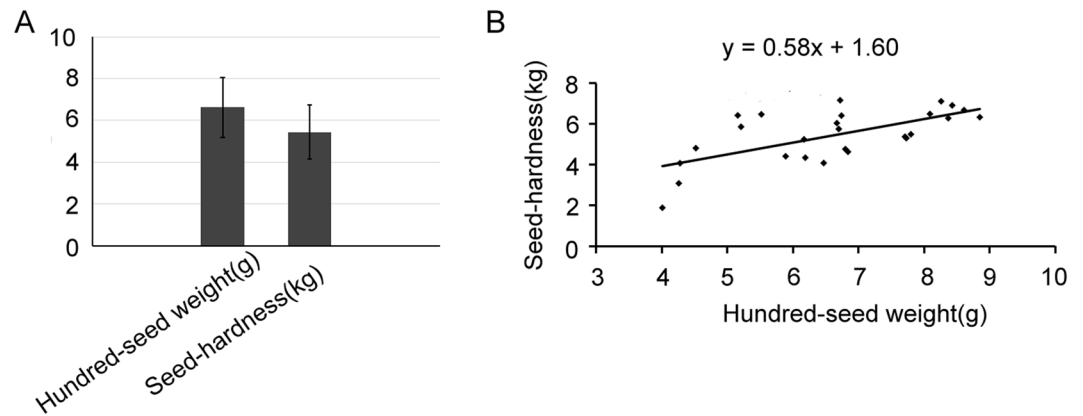 A
10
8
6
4
2
0
Hundred-seed weight(g)
Seed-hardness(kg)
B
y = 0.58x + 1.60
Seed-hardness(kg)
8
6
4
2
0
3 4 5 6 7 8 9 10
Hundred-seed weight(g)